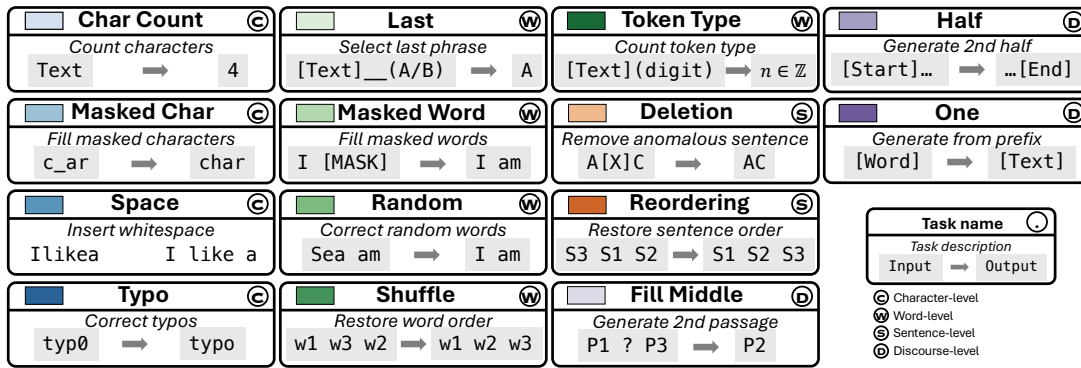 Char Count C
Count characters
Text 4
Last W
Select last phrase
[Text]__(A/B) A
Token Type W
Count token type
[Text](digit) n ∈ ℤ
Half D
Generate 2nd half
[Start]… …[End]
Masked Char C
Fill masked characters
c_ar char
Masked Word W
Fill masked words
I [MASK] I am
Deletion S
Remove anomalous sentence
A[X]C AC
One D
Generate from prefix
[Word] [Text]
Space C
Insert whitespace
Ilikea I like a
Random W
Correct random words
Sea am I am
Reordering S
Restore sentence order
S3 S1 S2 S1 S2 S3
Typo C
Correct typos
typ0 typo
Shuffle W
Restore word order
w1 w3 w2 w1 w2 w3
Fill Middle D
Generate 2nd passage
P1 ? P3 P2
Task name .
Task description
Input Output
C Character-level
W Word-level
S Sentence-level
D Discourse-level